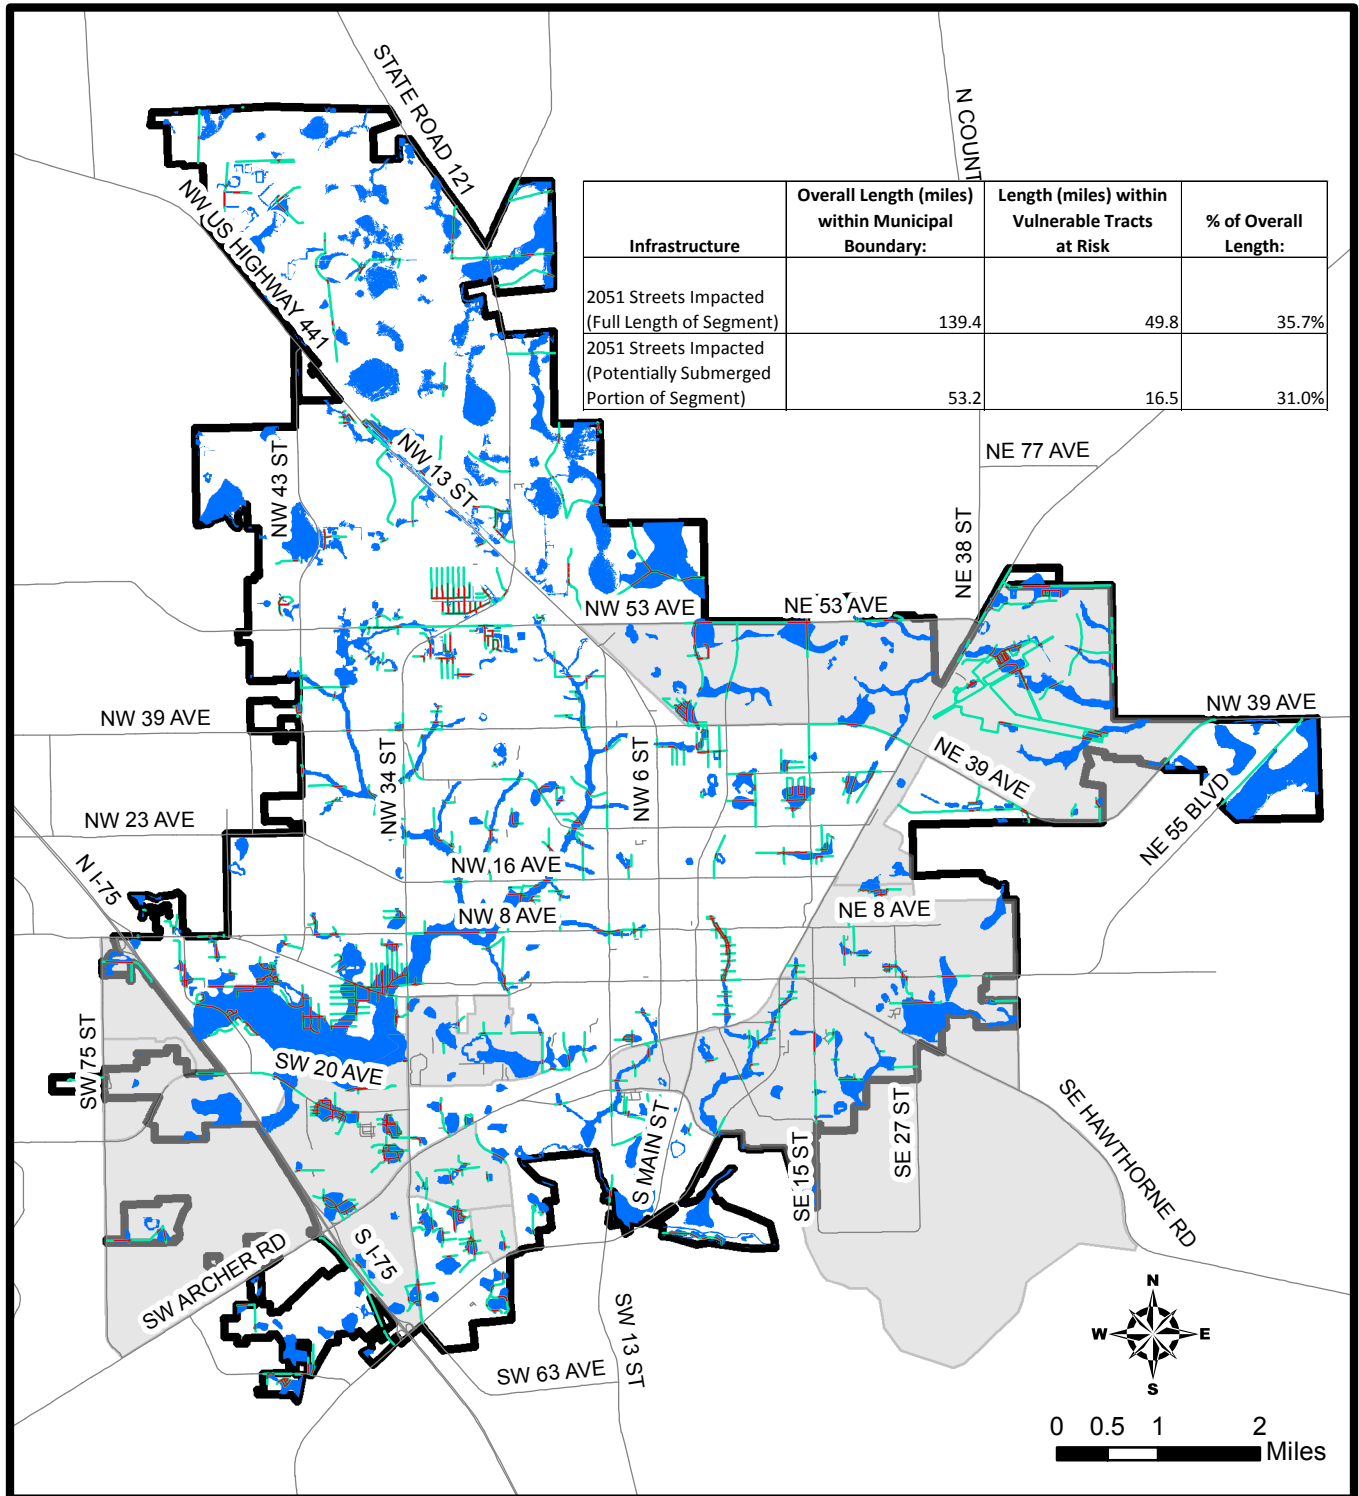 STATE ROAD 121
N COUNT
NW US HIGHWAY 441
Infrastructure
Overall Length (miles)
within Municipal
Boundary:
Length (miles) within
Vulnerable Tracts
at Risk
% of Overall
Length:
2051 Streets Impacted
(Full Length of Segment)
139.4
49.8
35.7%
2051 Streets Impacted
(Potentially Submerged
Portion of Segment)
53.2
16.5
31.0%
NW 43 ST
NW 13 ST
NE 77 AVE
NE 38 ST
NW 53 AVE
NE 53 AVE
NW 39 AVE
NW 39 AVE
NW 34 ST
NW 6 ST
NE 39 AVE
NW 23 AVE
NE 55 BLVD
N I-75
NW 16 AVE
NW 8 AVE
NE 8 AVE
SW 75 ST
SW 20 AVE
S MAIN ST
SE 15 ST
SE 27 ST
SE HAWTHORNE RD
SW ARCHER RD
S I-75
SW 13 ST
SW 63 AVE
N
W E
S
0 0.5 1 2
Miles